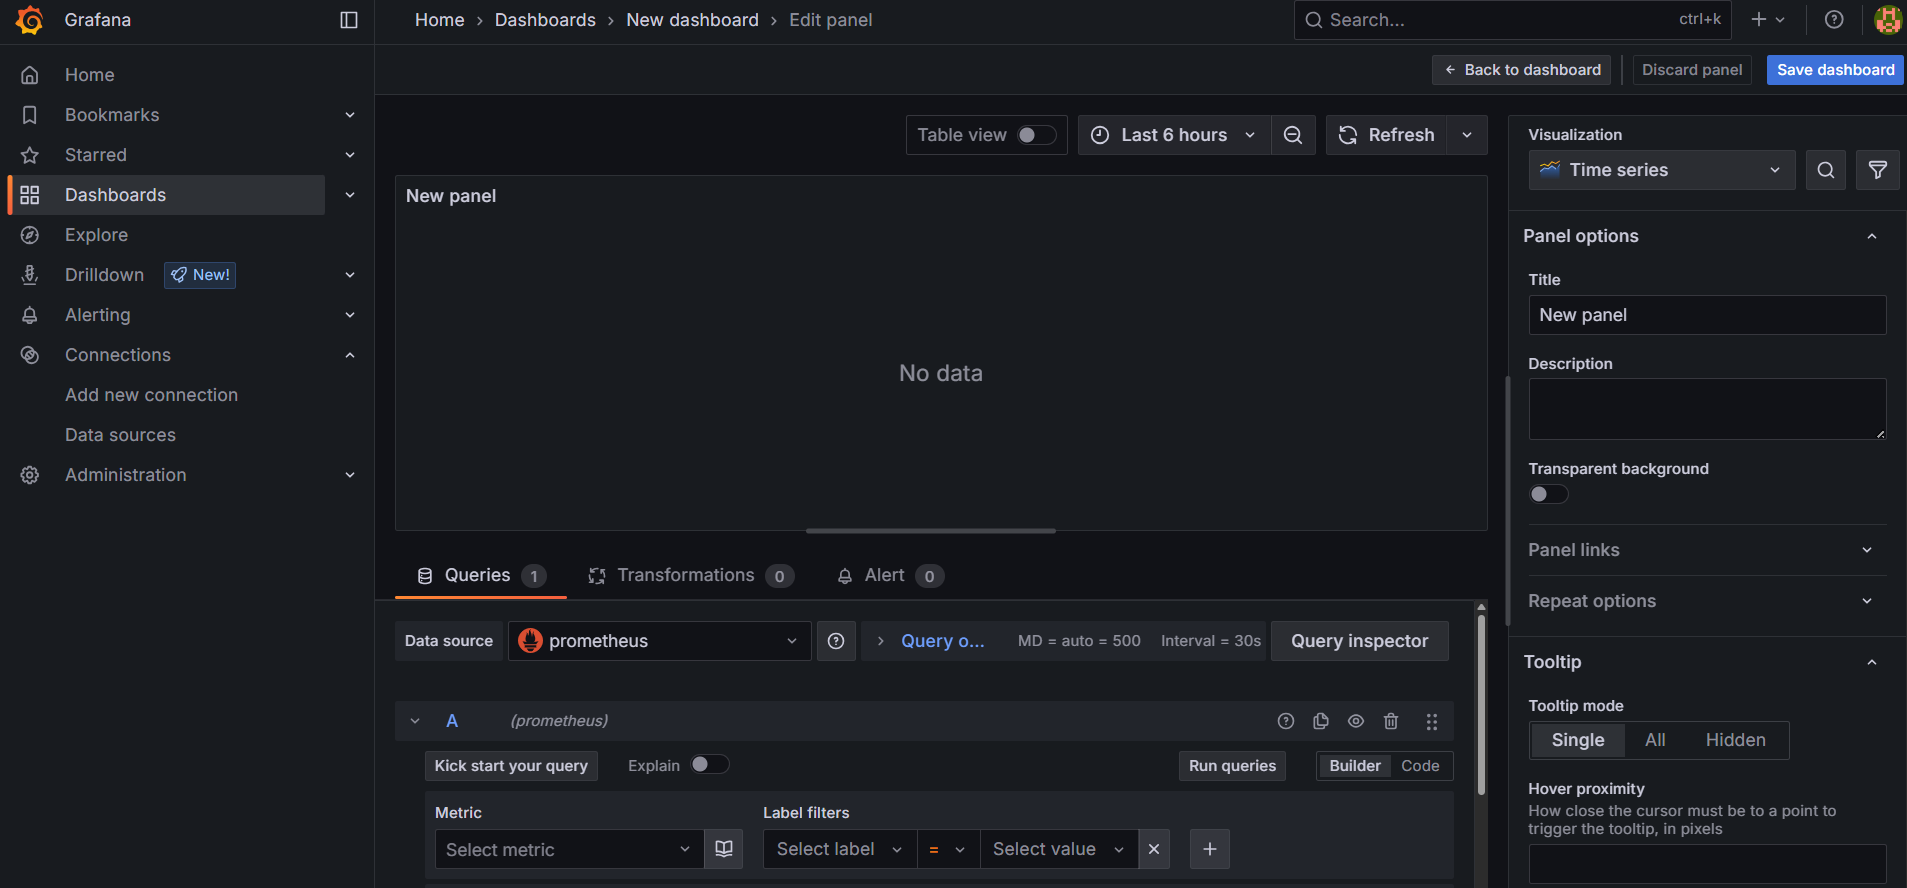 Grafana
Home › Dashboards › New dashboard › Edit panel
Search...
ctrl+k
Home
Bookmarks
Starred
Dashboards
Explore
Drilldown
New!
Alerting
Connections
Add new connection
Data sources
Administration
Back to dashboard
Discard panel
Save dashboard
Table view
Last 6 hours
Refresh
New panel
No data
Queries 1
Transformations 0
Alert 0
Data source
prometheus
Query o...
MD = auto = 500
Interval = 30s
Query inspector
A
(prometheus)
Kick start your query
Explain
Run queries
Builder
Code
Metric
Label filters
Select metric
Select label
=
Select value
Visualization
Time series
Panel options
Title
New panel
Description
Transparent background
Panel links
Repeat options
Tooltip
Tooltip mode
Single
All
Hidden
Hover proximity
How close the cursor must be to a point to
trigger the tooltip, in pixels